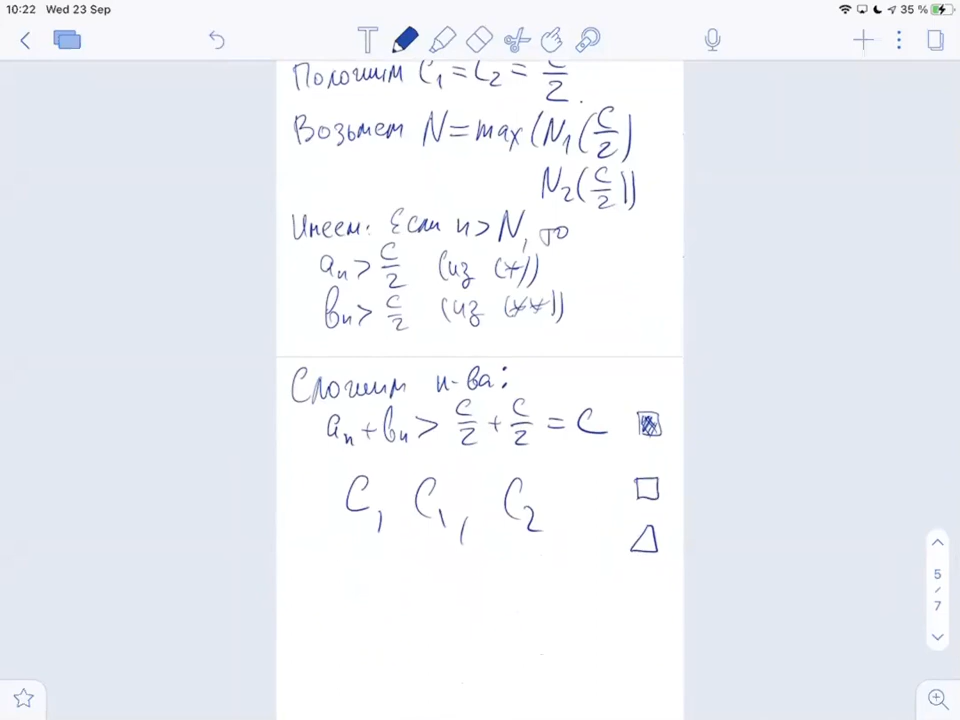 10:22 Wed 23 Sep
35 %
T
Положим C₁ = C₂ = C/2.
Возьмем N = max(N₁(C/2)
N₂(C/2))
Имеем: Если n > N, то
aₙ > C/2 (из (*))
bₙ > C/2 (из (**))
Сложим н-ва:
aₙ + bₙ > C/2 + C/2 = C
C, C₁, C₂
5
/
7